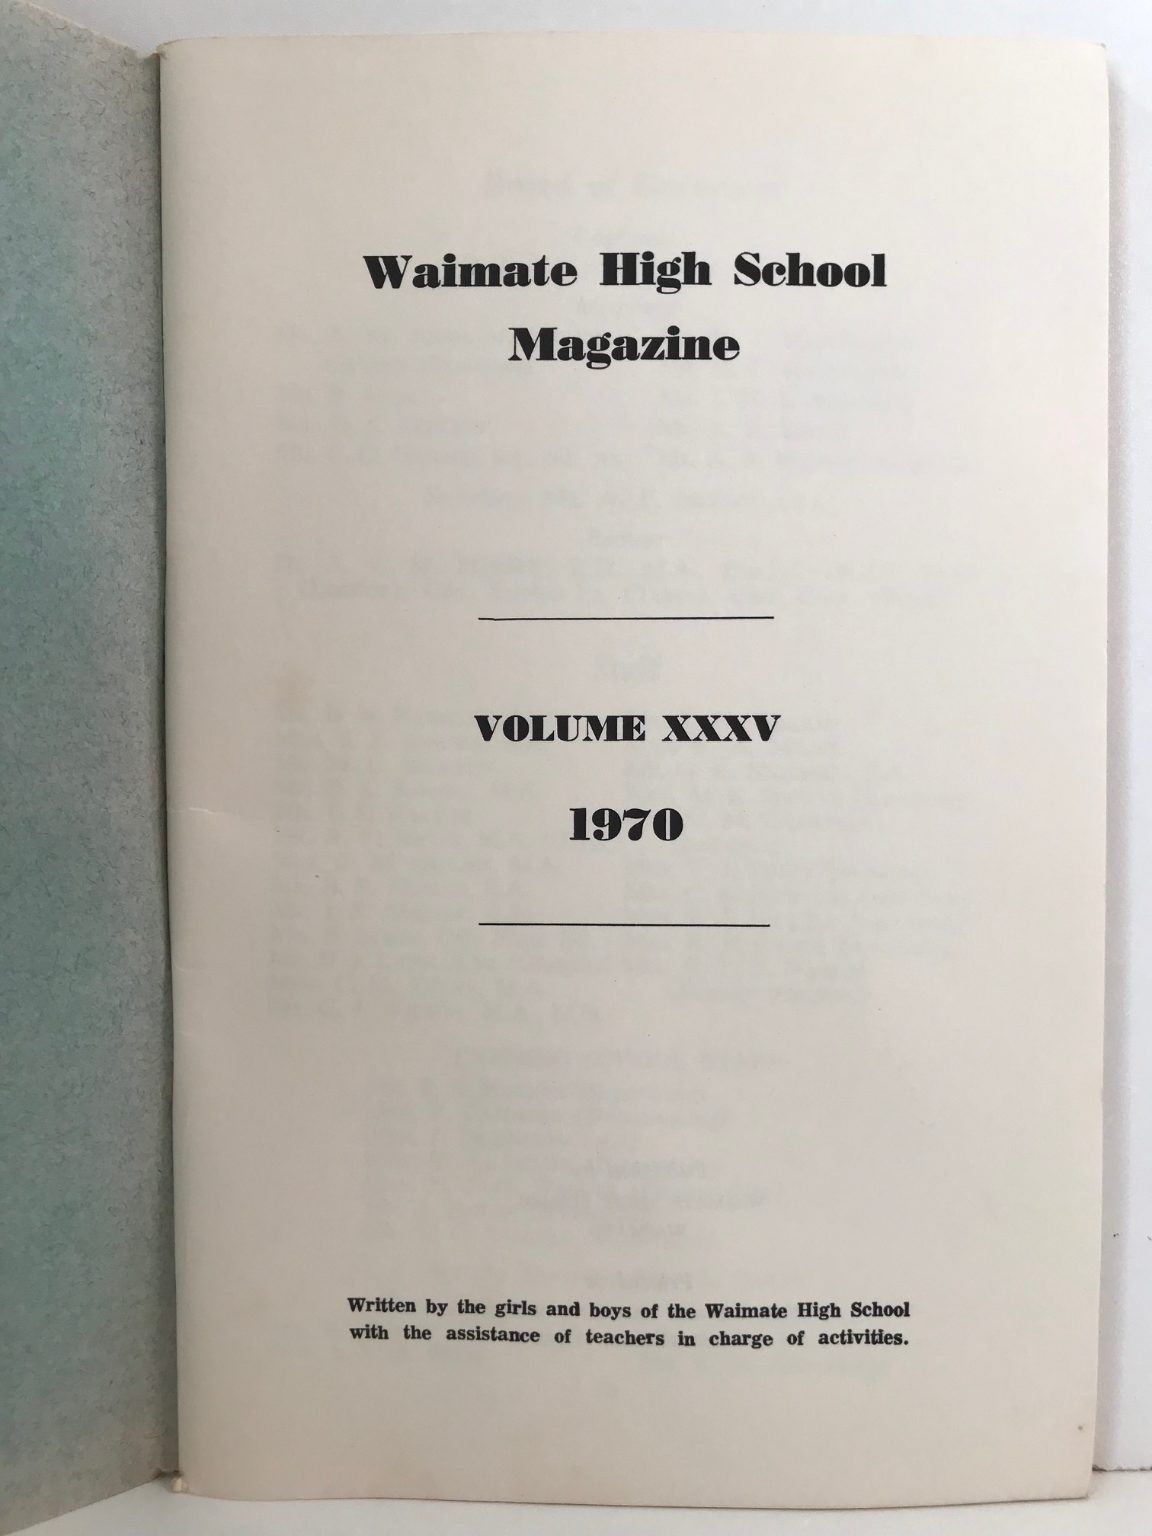 Waimate High School
Magazine
VOLUME XXXV
1970
Written by the girls and boys of the Waimate High School
with the assistance of teachers in charge of activities.